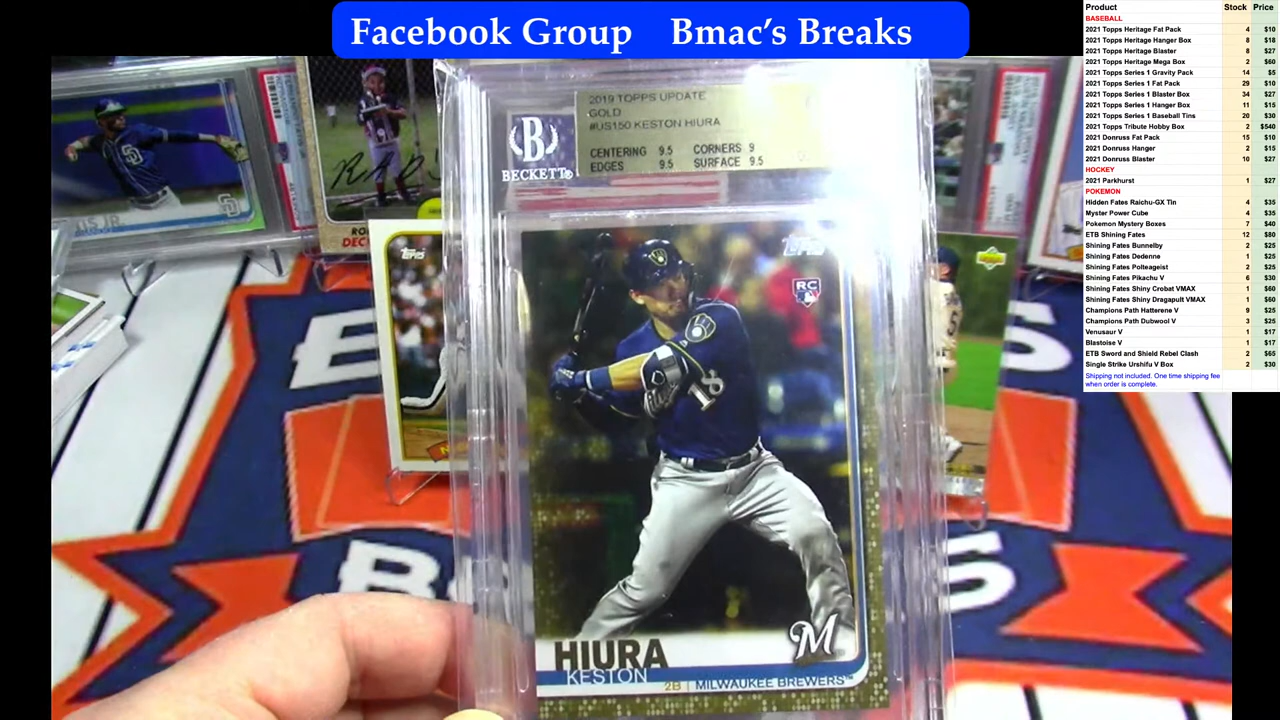 Facebook Group Bmac's Breaks
Product Stock Price
BASEBALL
2021 Topps Heritage Fat Pack 4 $10
2021 Topps Heritage Hanger Box 8 $18
2021 Topps Heritage Blaster 8 $27
2021 Topps Heritage Mega Box 2 $60
2021 Topps Series 1 Gravity Pack 14 $5
2021 Topps Series 1 Fat Pack 29 $10
2021 Topps Series 1 Blaster Box 34 $27
2021 Topps Series 1 Hanger Box 11 $15
2021 Topps Series 1 Baseball Tins 20 $30
2021 Topps Tribute Hobby Box 2 $540
2021 Donruss Fat Pack 15 $10
2021 Donruss Hanger 2 $15
2021 Donruss Blaster 10 $27
HOCKEY
2021 Parkhurst 1 $27
POKEMON
Hidden Fates Raichu-GX Tin 4 $35
Myster Power Cube 4 $35
Pokemon Mystery Boxes 7 $40
ETB Shining Fates 12 $80
Shining Fates Bunnelby 2 $25
Shining Fates Dedenne 1 $25
Shining Fates Polteageist 2 $25
Shining Fates Pikachu V 6 $30
Shining Fates Shiny Crobat VMAX 1 $60
Shining Fates Shiny Dragapult VMAX 1 $60
Champions Path Hatterene V 9 $25
Champions Path Dubwool V 3 $25
Venusaur V 1 $17
Blastoise V 1 $17
ETB Sword and Shield Rebel Clash 2 $65
Single Strike Urshifu V Box 2 $30
Shipping not included. One time shipping fee
when order is complete.
2019 TOPPS UPDATE
GOLD
#US150 KESTON HIURA
CENTERING 9.5 CORNERS 9
EDGES 9.5 SURFACE 9.5
B
BECKETT
Topps
RC
18
M
HIURA
KESTON
2B | MILWAUKEE BREWERS™
Topps